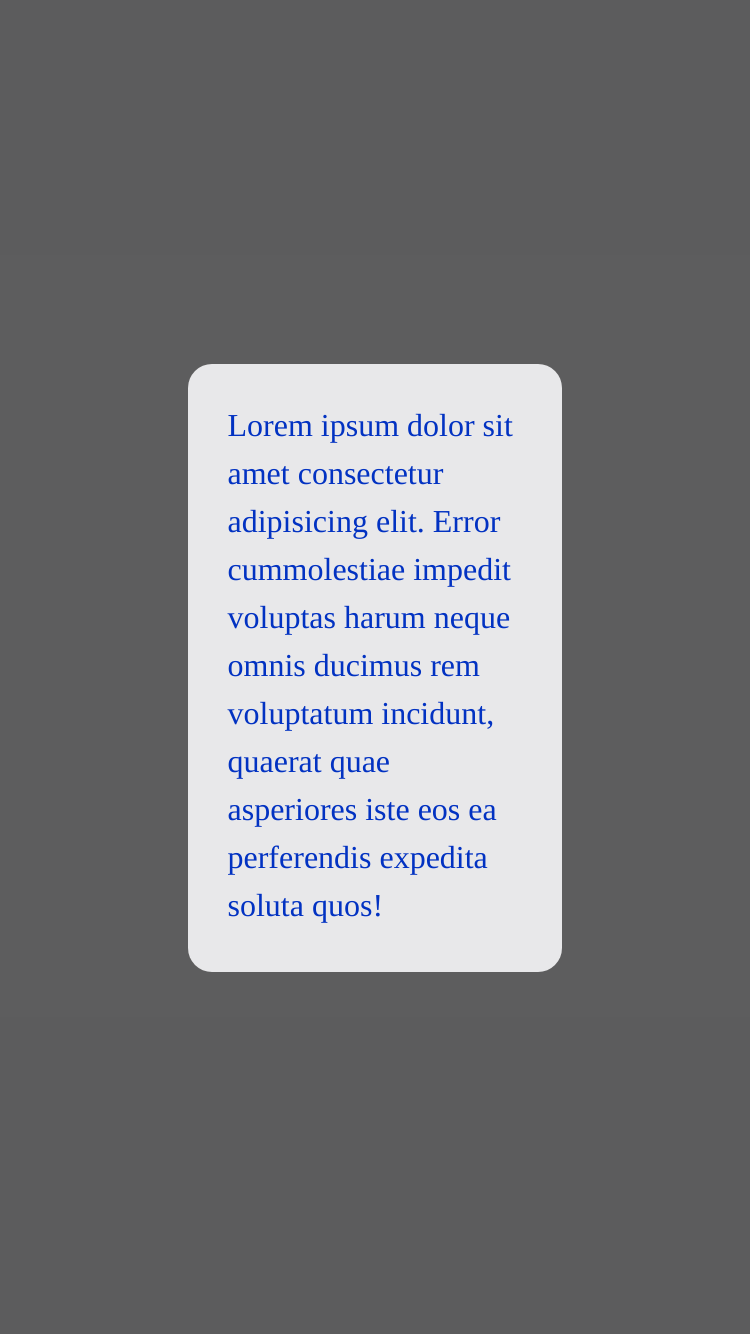 Lorem ipsum dolor sit
amet consectetur
adipisicing elit. Error
cummolestiae impedit
voluptas harum neque
omnis ducimus rem
voluptatum incidunt,
quaerat quae
asperiores iste eos ea
perferendis expedita
soluta quos!